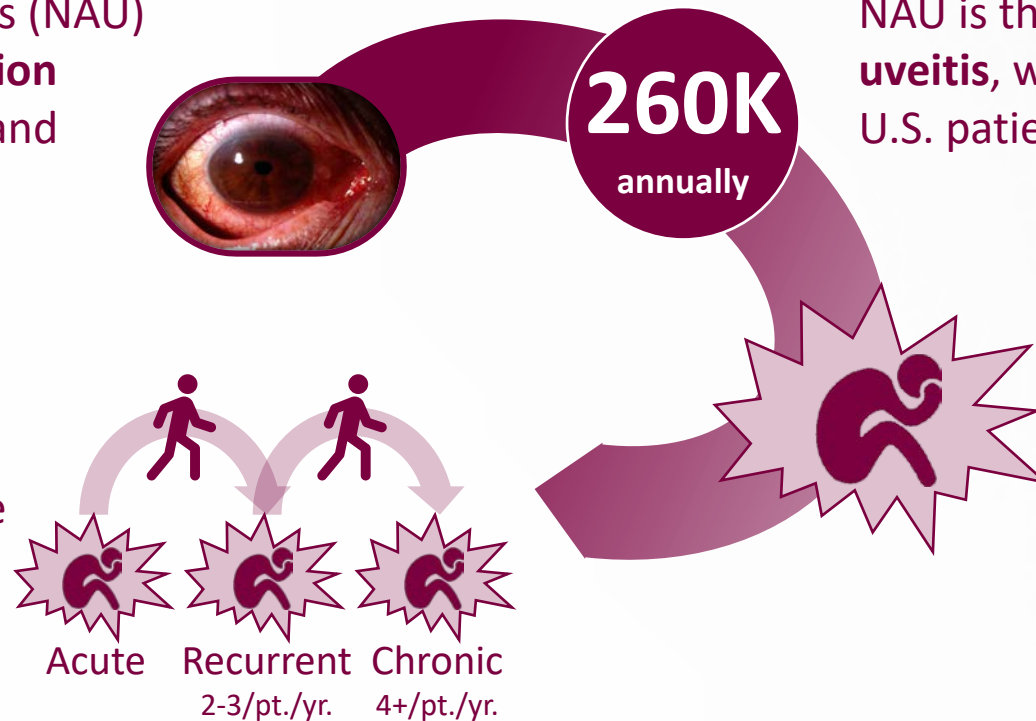 s (NAU)
ion
and
NAU is th
uveitis, w
U.S. patie
260K
annually
e
Acute Recurrent Chronic
2-3/pt./yr. 4+/pt./yr.